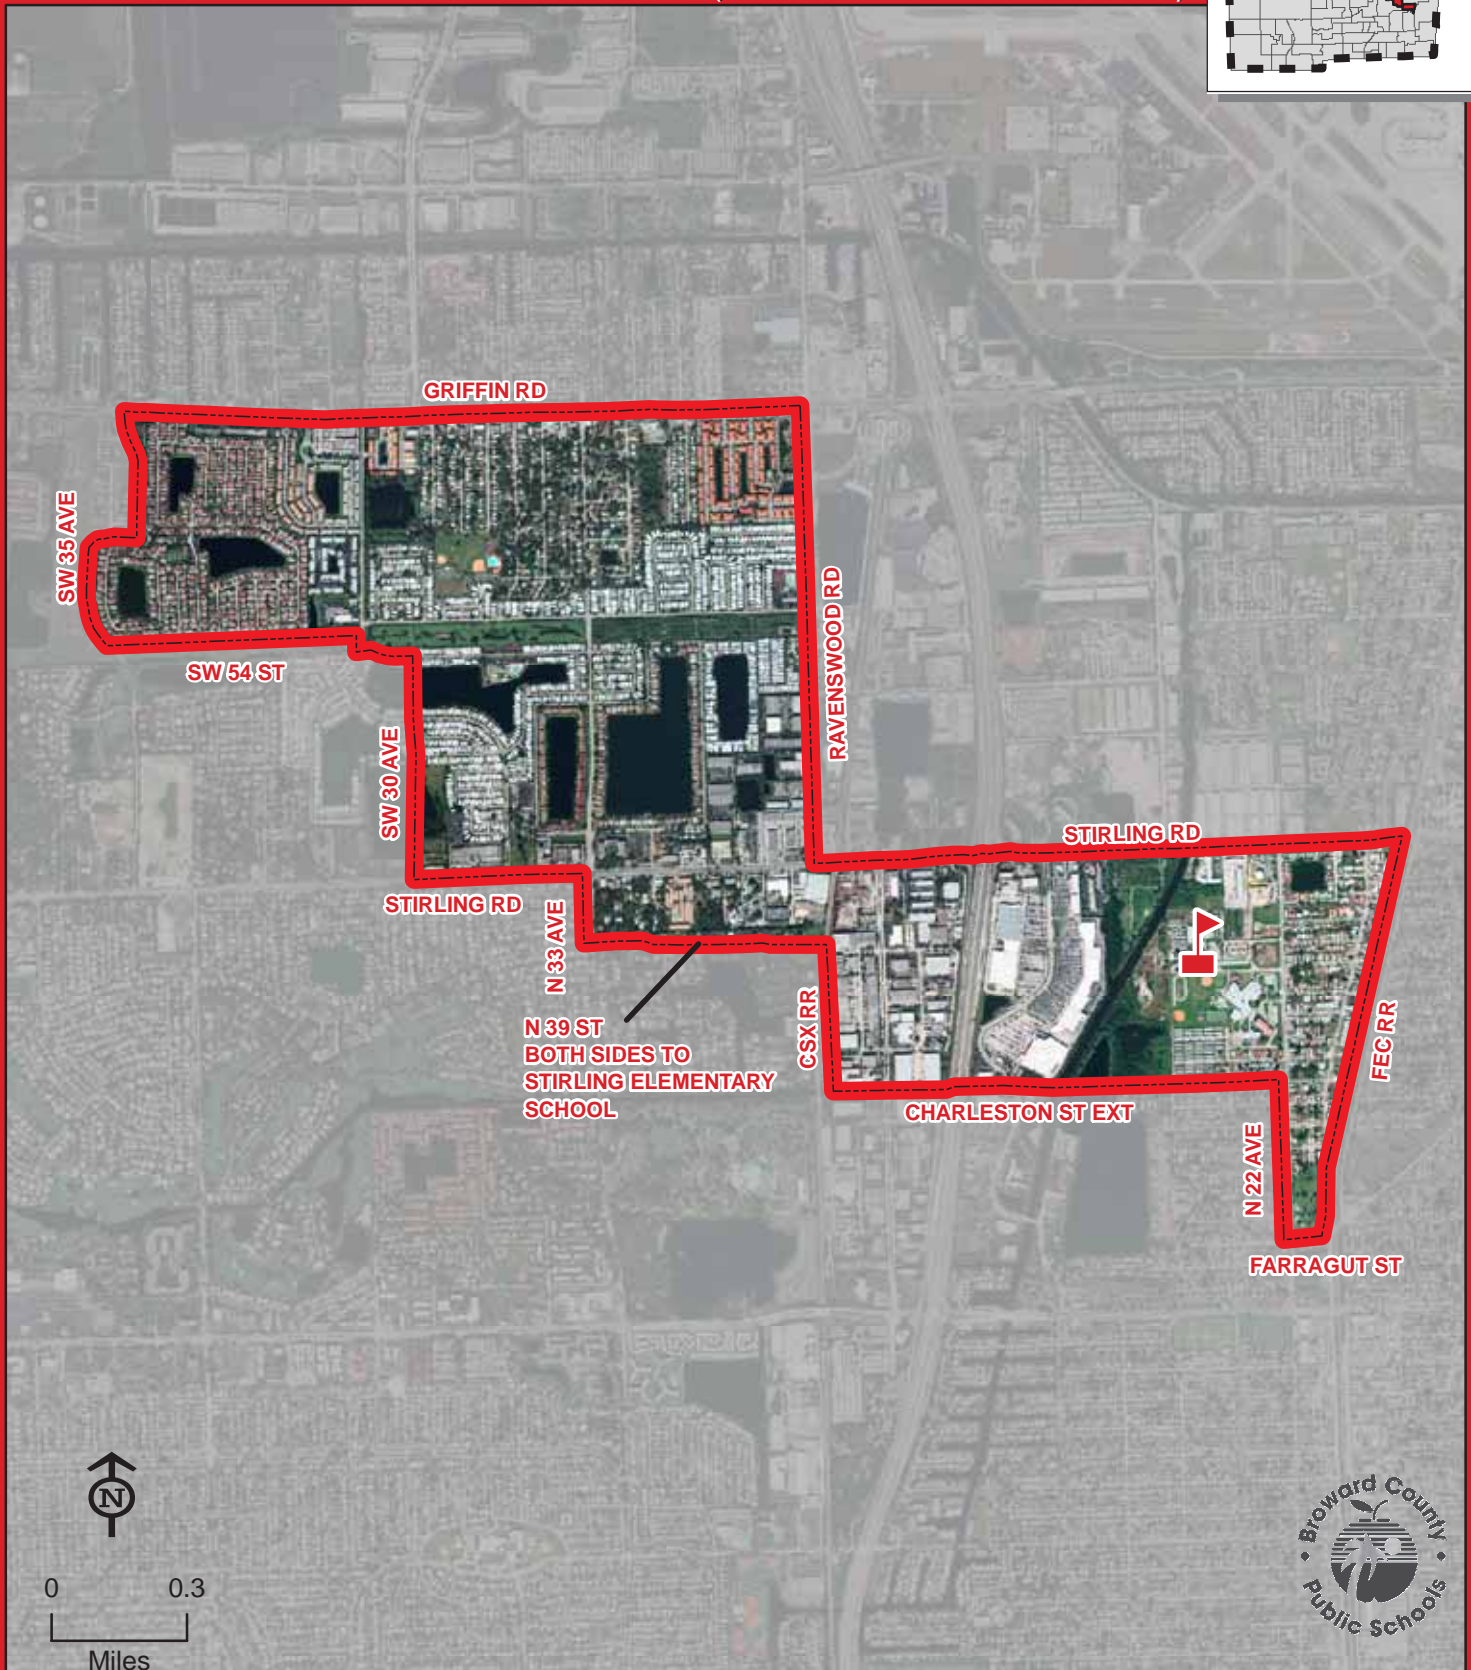 GRIFFIN RD
SW 35 AVE
SW 54 ST
RAVENSWOOD RD
SW 30 AVE
STIRLING RD
STIRLING RD
N 33 AVE
N 39 ST
BOTH SIDES TO
STIRLING ELEMENTARY
SCHOOL
CSX RR
FEC RR
CHARLESTON ST EXT
N 22 AVE
FARRAGUT ST
N
0 0.3
Miles
Broward County
Public Schools